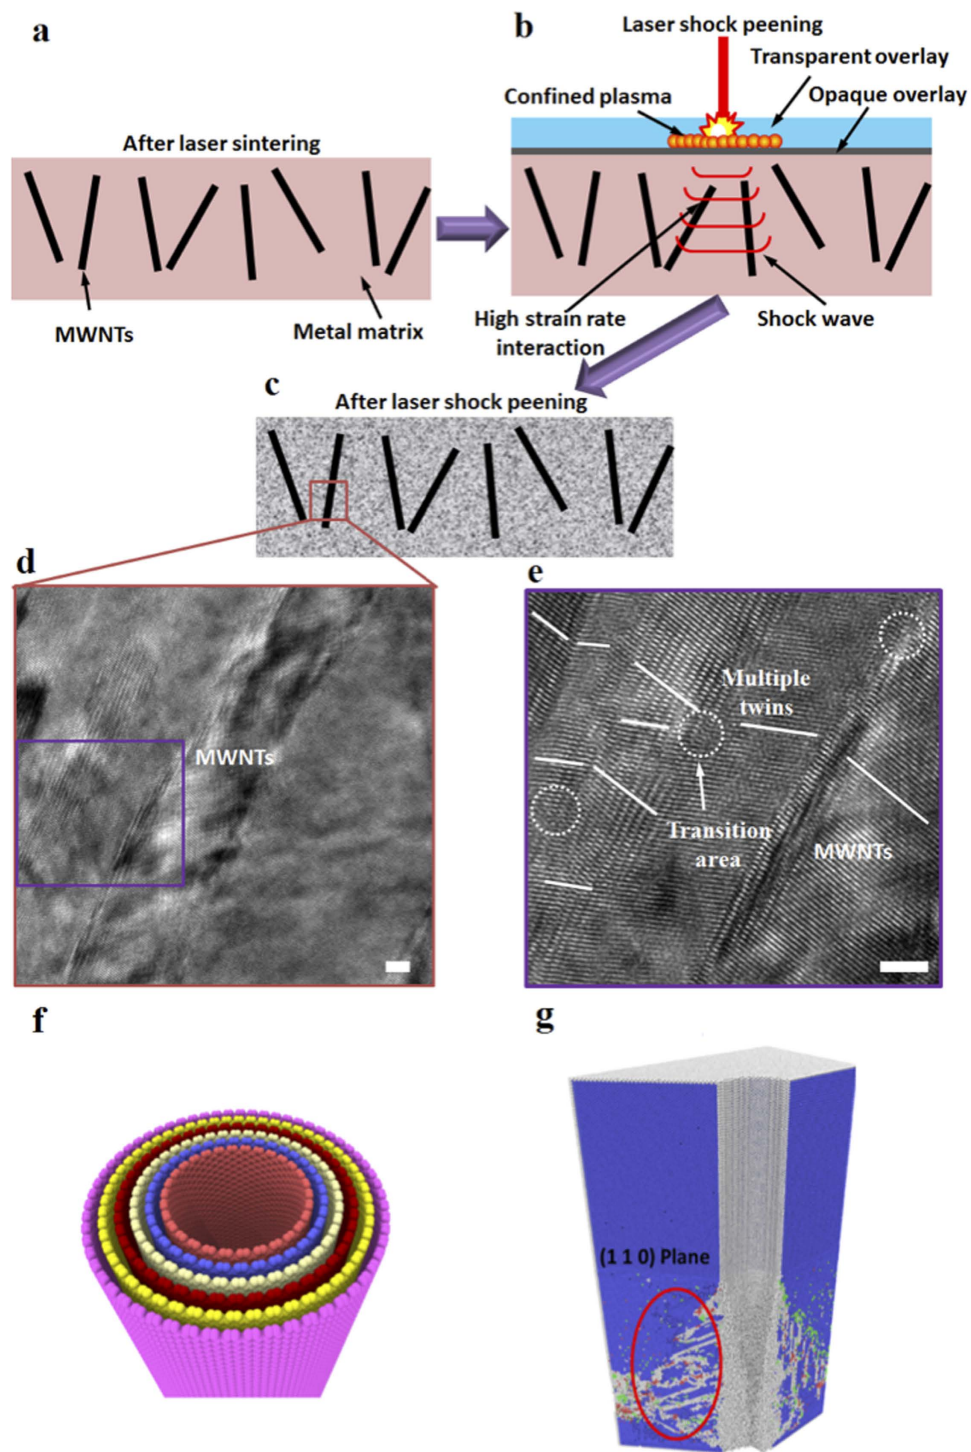 a
After laser sintering
MWNTs
Metal matrix
b
Laser shock peening
Transparent overlay
Confined plasma
Opaque overlay
High strain rate
interaction
Shock wave
c
After laser shock peening
d
MWNTs
e
Multiple
twins
Transition
area
MWNTs
f
g
(1 1 0) Plane